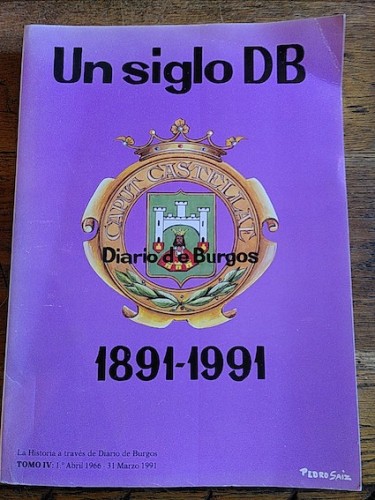 Un siglo DB
CAPUT CASTELLAE
Diario de Burgos
1891-1991
La Historia a través de Diario de Burgos
TOMO IV: 1.º Abril 1966 31 Marzo 1991
PEDRO SAIZ